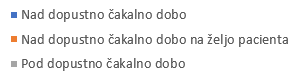 Nad dopustno čakalno dobo
Nad dopustno čakalno dobo na željo pacienta
Pod dopustno čakalno dobo